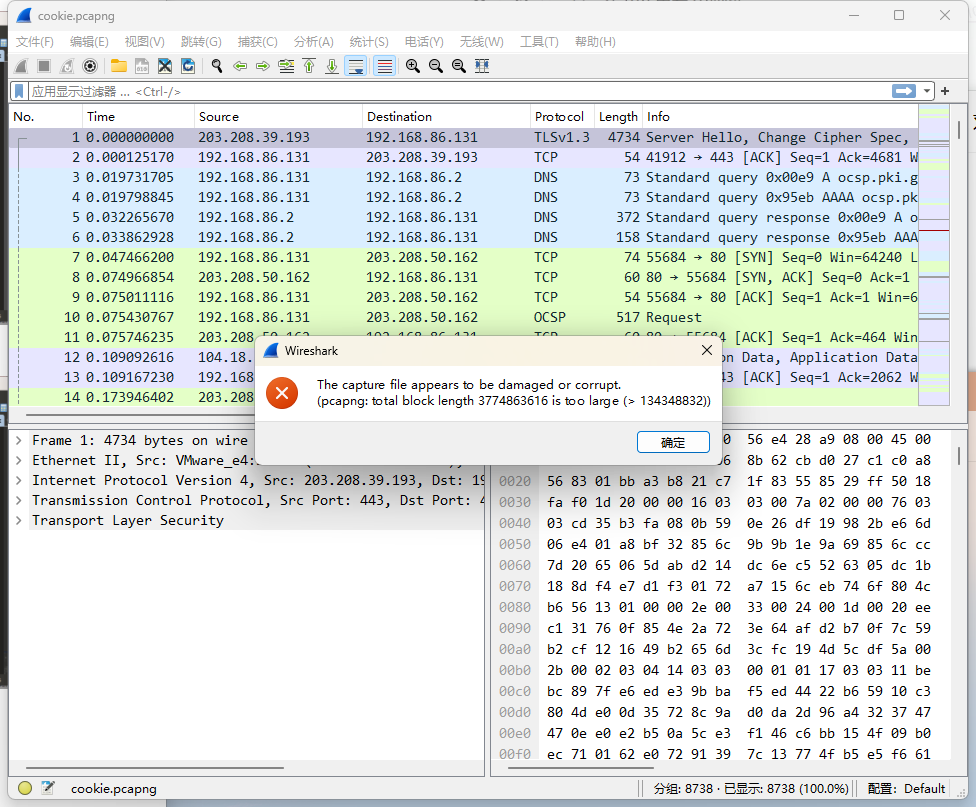 cookie.pcapng
文件(F) 编辑(E) 视图(V) 跳转(G) 捕获(C) 分析(A) 统计(S) 电话(Y) 无线(W) 工具(T) 帮助(H)
应用显示过滤器 … <Ctrl-/>
No. Time Source Destination Protocol Length Info
1 0.000000000 203.208.39.193 192.168.86.131 TLSv1.3 4734 Server Hello, Change Cipher Spec,
2 0.000125170 192.168.86.131 203.208.39.193 TCP 54 41912 → 443 [ACK] Seq=1 Ack=4681 W
3 0.019731705 192.168.86.131 192.168.86.2 DNS 73 Standard query 0x00e9 A ocsp.pki.g
4 0.019798845 192.168.86.131 192.168.86.2 DNS 73 Standard query 0x95eb AAAA ocsp.pk
5 0.032265670 192.168.86.2 192.168.86.131 DNS 372 Standard query response 0x00e9 A o
6 0.033862928 192.168.86.2 192.168.86.131 DNS 158 Standard query response 0x95eb AAA
7 0.047466200 192.168.86.131 203.208.50.162 TCP 74 55684 → 80 [SYN] Seq=0 Win=64240 L
8 0.074966854 203.208.50.162 192.168.86.131 TCP 60 80 → 55684 [SYN, ACK] Seq=0 Ack=1
9 0.075011116 192.168.86.131 203.208.50.162 TCP 54 55684 → 80 [ACK] Seq=1 Ack=1 Win=6
10 0.075430767 192.168.86.131 203.208.50.162 OCSP 517 Request
11 0.075746235 203.208.50.162 192.168.86.131 TCP 60 80 → 55684 [ACK] Seq=1 Ack=464 Win
12 0.109092616 104.18. n Data, Application Data
13 0.109167230 192.168 43 [ACK] Seq=1 Ack=2062 W
14 0.173946402 203.208
Wireshark
The capture file appears to be damaged or corrupt.
(pcapng: total block length 3774863616 is too large (> 134348832))
确定
Frame 1: 4734 bytes on wire
Ethernet II, Src: VMware_e4:
Internet Protocol Version 4, Src: 203.208.39.193, Dst: 19
Transmission Control Protocol, Src Port: 443, Dst Port: 4
Transport Layer Security
0 56 e4 28 a9 08 00 45 00
8 8b 62 cb d0 27 c1 c0 a8
0020 56 83 01 bb a3 b8 21 c7 1f 83 55 85 29 ff 50 18
0030 fa f0 1d 20 00 00 16 03 03 00 7a 02 00 00 76 03
0040 03 cd 35 b3 fa 08 0b 59 0e 26 df 19 98 2b e6 6d
0050 06 e4 01 a8 bf 32 85 6c 9b 9b 1e 9a 69 85 6c cc
0060 7d 20 65 06 5d ab d2 14 dc 6e c5 52 63 05 dc 1b
0070 18 8d f4 e7 d1 f3 01 72 a7 15 6c eb 74 6f 80 4c
0080 b6 56 13 01 00 00 2e 00 33 00 24 00 1d 00 20 ee
0090 c1 31 76 0f 85 4e 2a 72 3e 64 af d2 b7 0f 7c 59
00a0 b2 cf 12 16 49 b2 65 6d 3c fc 19 4d 5c df 5a 00
00b0 2b 00 02 03 04 14 03 03 00 01 01 17 03 03 11 be
00c0 bc 89 7f e6 ed e3 9b ba f5 ed 44 22 b6 59 10 c3
00d0 80 4d e0 0d 35 72 8c 9a d0 da 2d 96 a4 32 37 47
00e0 47 0e e0 e2 b5 0a 5c e3 f1 46 c6 bb 15 4f 09 b0
00f0 ec 71 01 62 e0 72 91 39 7c 13 77 4f b5 e5 f6 61
cookie.pcapng 分组: 8738 · 已显示: 8738 (100.0%) 配置: Default